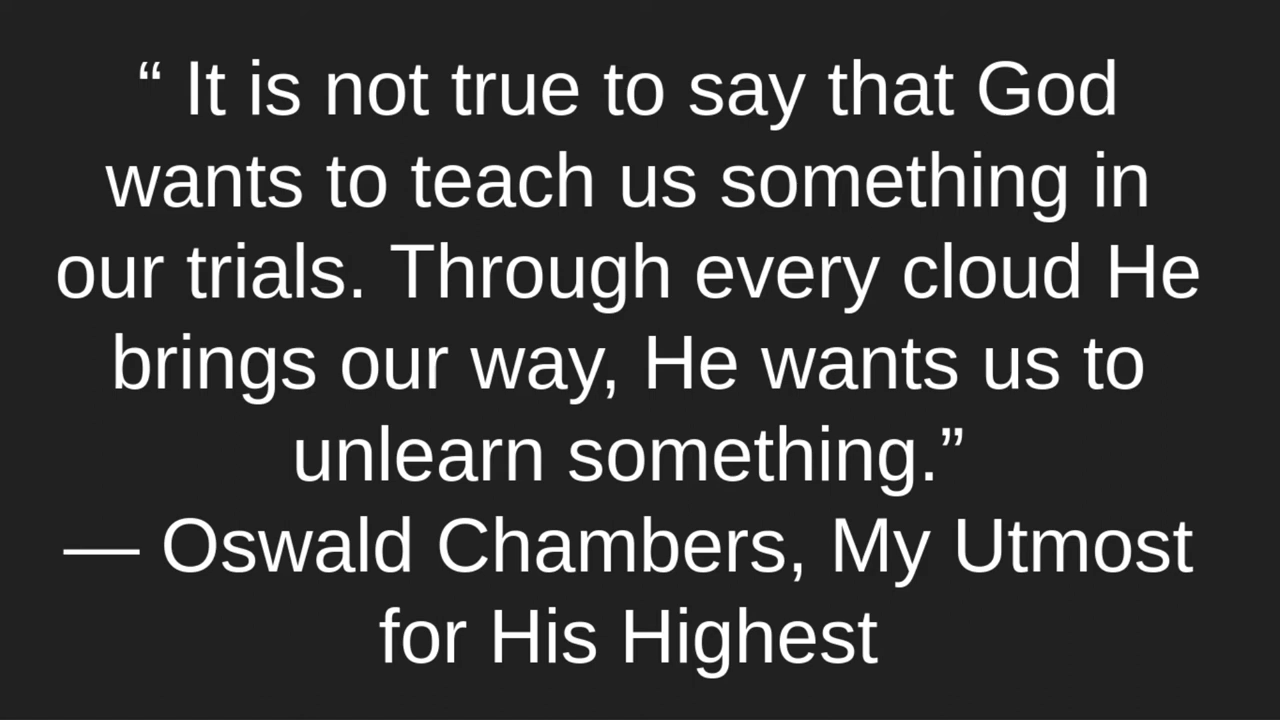 “ It is not true to say that God
wants to teach us something in
our trials. Through every cloud He
brings our way, He wants us to
unlearn something.”
— Oswald Chambers, My Utmost
for His Highest